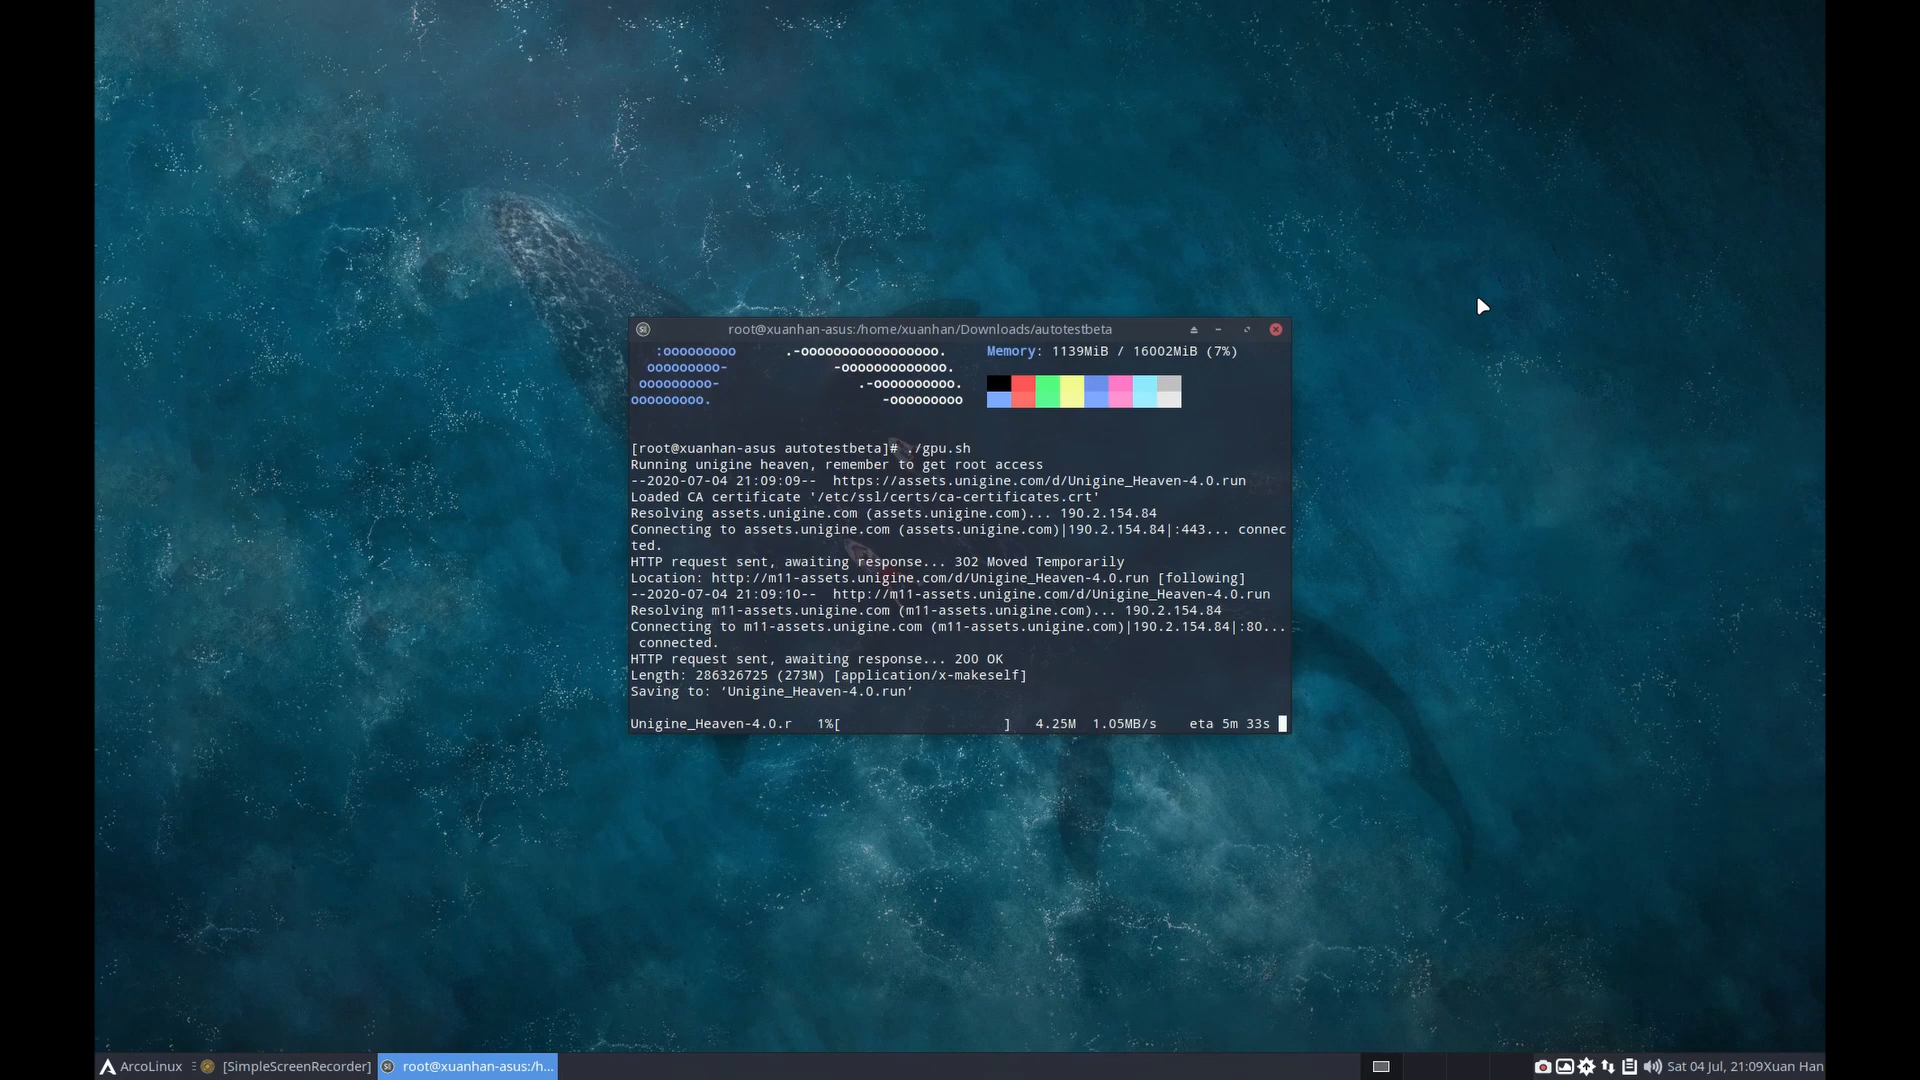 root@xuanhan-asus:/home/xuanhan/Downloads/autotestbeta
:ooooooooo      .-ooooooooooooooooo.     Memory: 1139MiB / 16002MiB (7%)
ooooooooo-             -ooooooooooooo.
ooooooooo-                 .-oooooooooo.
ooooooooo.                     -ooooooooo
[root@xuanhan-asus autotestbeta]# ./gpu.sh
Running unigine heaven, remember to get root access
--2020-07-04 21:09:09--  https://assets.unigine.com/d/Unigine_Heaven-4.0.run
Loaded CA certificate '/etc/ssl/certs/ca-certificates.crt'
Resolving assets.unigine.com (assets.unigine.com)... 190.2.154.84
Connecting to assets.unigine.com (assets.unigine.com)|190.2.154.84|:443... connec
ted.
HTTP request sent, awaiting response... 302 Moved Temporarily
Location: http://m11-assets.unigine.com/d/Unigine_Heaven-4.0.run [following]
--2020-07-04 21:09:10--  http://m11-assets.unigine.com/d/Unigine_Heaven-4.0.run
Resolving m11-assets.unigine.com (m11-assets.unigine.com)... 190.2.154.84
Connecting to m11-assets.unigine.com (m11-assets.unigine.com)|190.2.154.84|:80...
connected.
HTTP request sent, awaiting response... 200 OK
Length: 286326725 (273M) [application/x-makeself]
Saving to: ‘Unigine_Heaven-4.0.run’
Unigine_Heaven-4.0.r   1%[                    ]   4.25M  1.05MB/s    eta 5m 33s
ArcoLinux [SimpleScreenRecorder] root@xuanhan-asus:/h... Sat 04 Jul, 21:09Xuan Han